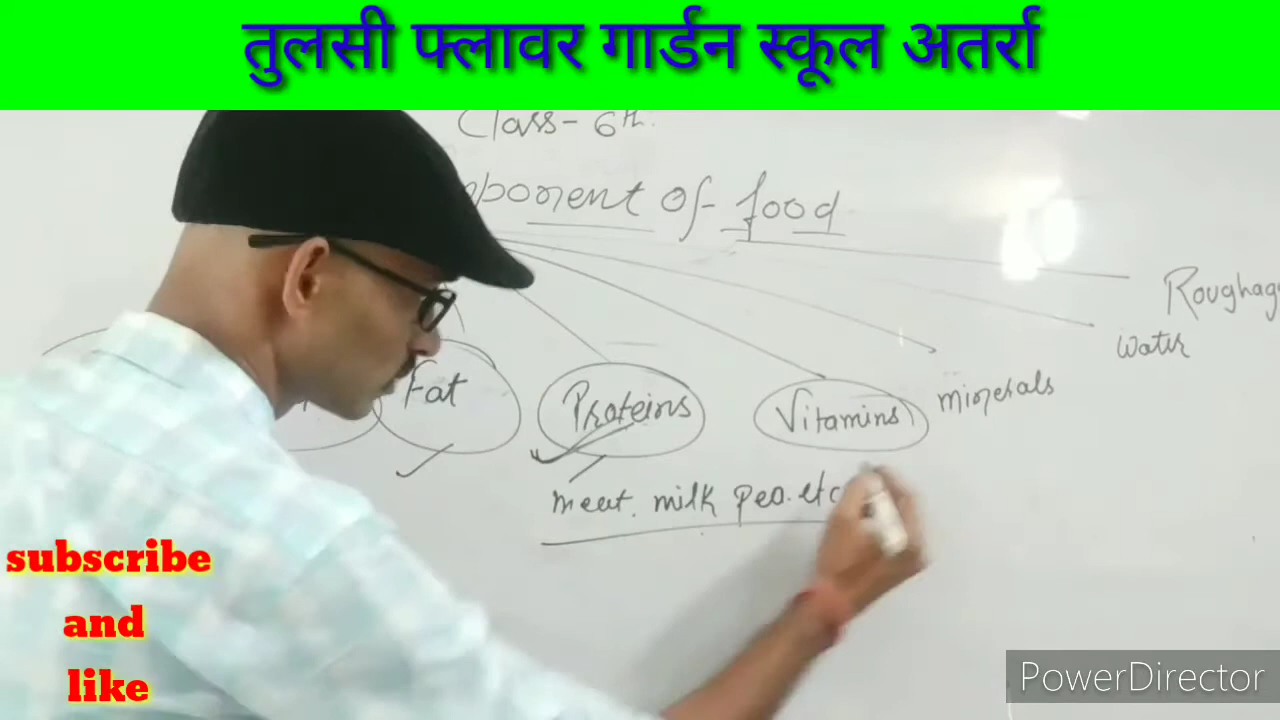 तुलसी फ्लावर गार्डन स्कूल अतर्रा
Class- 6th.
ponent of food
Roughag
water
minerals
Fat
Proteins
Vitamins
meat. milk pea. etc
subscribe
and
like
PowerDirector